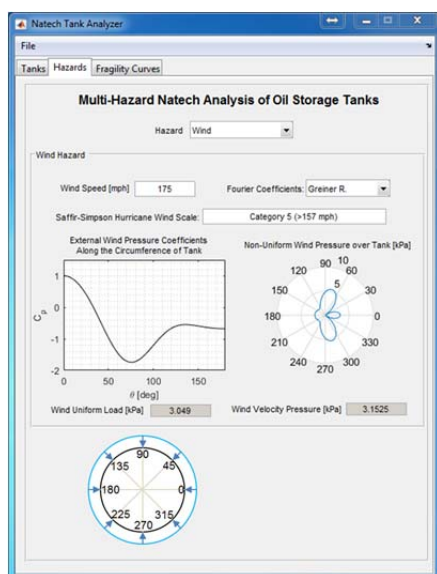 Natech Tank Analyzer
File
Tanks Hazards Fragility Curves
Multi-Hazard Natech Analysis of Oil Storage Tanks
Hazard Wind
Wind Hazard
Wind Speed [mph] 175 Fourier Coefficients: Greiner R.
Saffir-Simpson Hurricane Wind Scale: Category 5 (>157 mph)
External Wind Pressure Coefficients
Along the Circumference of Tank
1
0
-1
-2
C_p
0 50 100 150
θ [deg]
Non-Uniform Wind Pressure over Tank [kPa]
90 10
120 60
5
150 30
180 0
210 330
240 300
270
Wind Uniform Load [kPa] 3.049 Wind Velocity Pressure [kPa] 3.1525
90
135 45
180 0
225 315
270